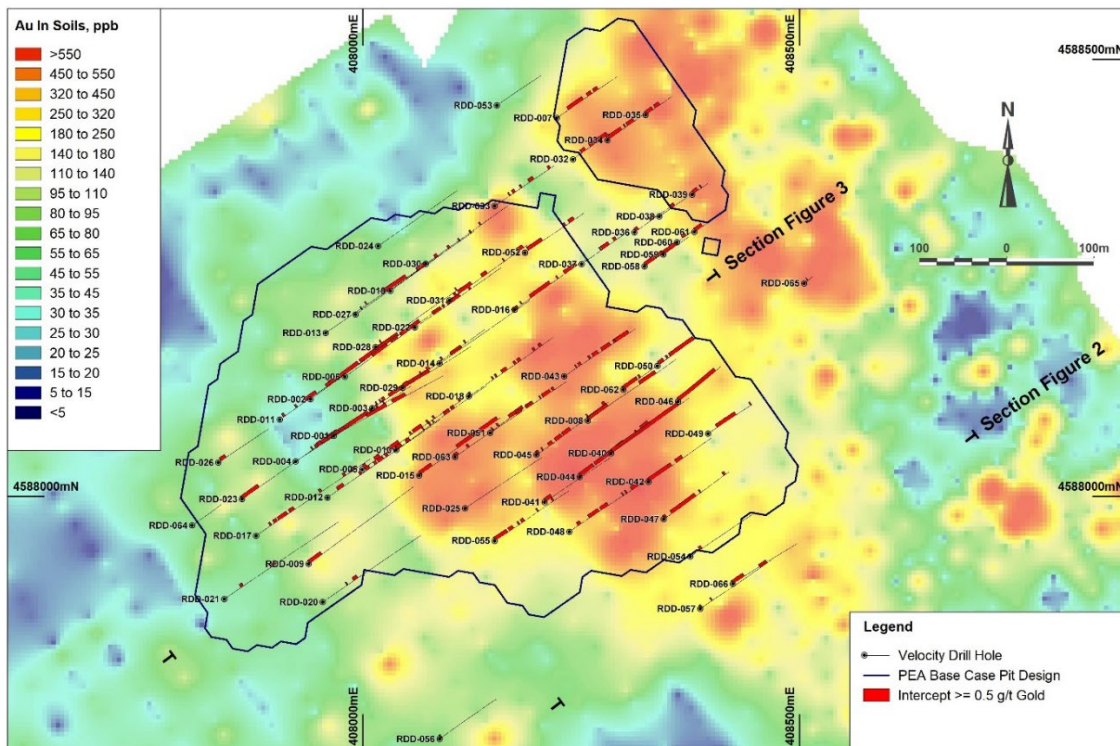 Au In Soils, ppb
>550
450 to 550
320 to 450
250 to 320
180 to 250
140 to 180
110 to 140
95 to 110
80 to 95
65 to 80
55 to 65
45 to 55
35 to 45
30 to 35
25 to 30
20 to 25
15 to 20
5 to 15
<5
408000mE
408500mE
4588500mN
N
RDD-053
RDD-007
RDD-035
RDD-034
RDD-032
RDD-039
RDD-033
RDD-038
RDD-036
RDD-061
RDD-060
RDD-059
RDD-058
Section Figure 3
100
0
100m
RDD-024
RDD-052
RDD-030
RDD-037
RDD-065
RDD-031
RDD-027
RDD-016
RDD-013
RDD-022
RDD-028
RDD-014
RDD-050
RDD-006
RDD-043
RDD-029
RDD-062
RDD-002
RDD-018
RDD-003
RDD-046
RDD-011
RDD-008
Section Figure 2
RDD-051
RDD-049
RDD-026
RDD-004
RDD-005
RDD-063
RDD-045
RDD-040
RDD-015
RDD-044
RDD-042
4588000mN
4588000mN
RDD-023
RDD-012
RDD-041
RDD-025
RDD-047
RDD-064
RDD-017
RDD-048
RDD-055
RDD-054
RDD-009
RDD-066
RDD-021
RDD-020
RDD-057
RDD-056
408000mE
408500mE
Legend
Velocity Drill Hole
PEA Base Case Pit Design
Intercept >= 0.5 g/t Gold